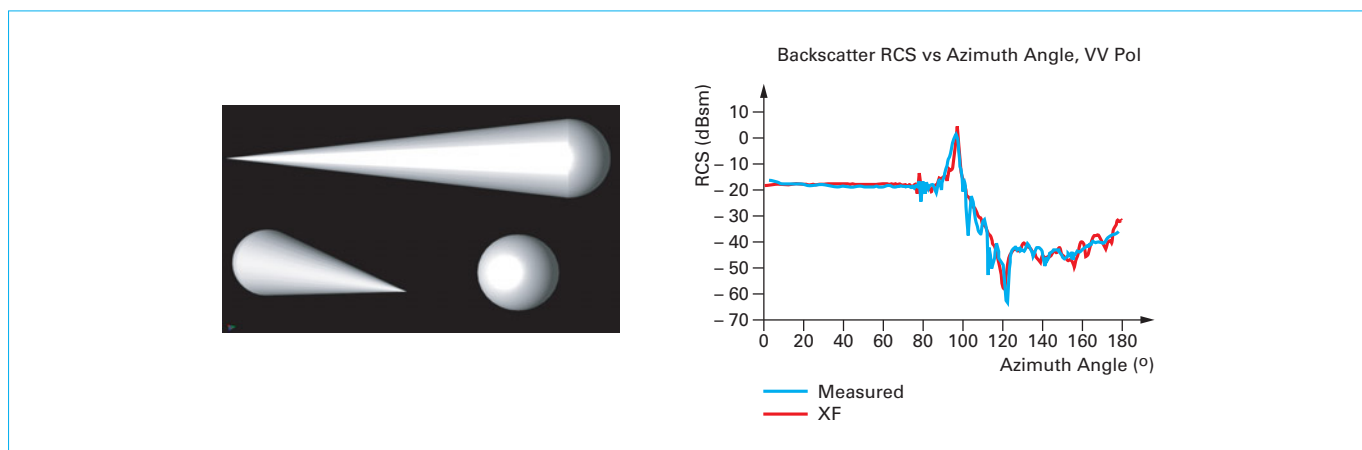 Backscatter RCS vs Azimuth Angle, VV Pol
RCS (dBsm)
10
0
– 10
– 20
– 30
– 40
– 50
– 60
– 70
0 20 40 60 80 100 120 140 160 180
Azimuth Angle (º)
Measured
XF